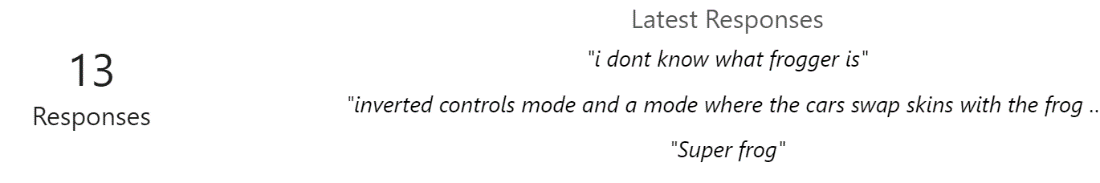 Latest Responses
13
Responses
"i dont know what frogger is"
"inverted controls mode and a mode where the cars swap skins with the frog ..
"Super frog"